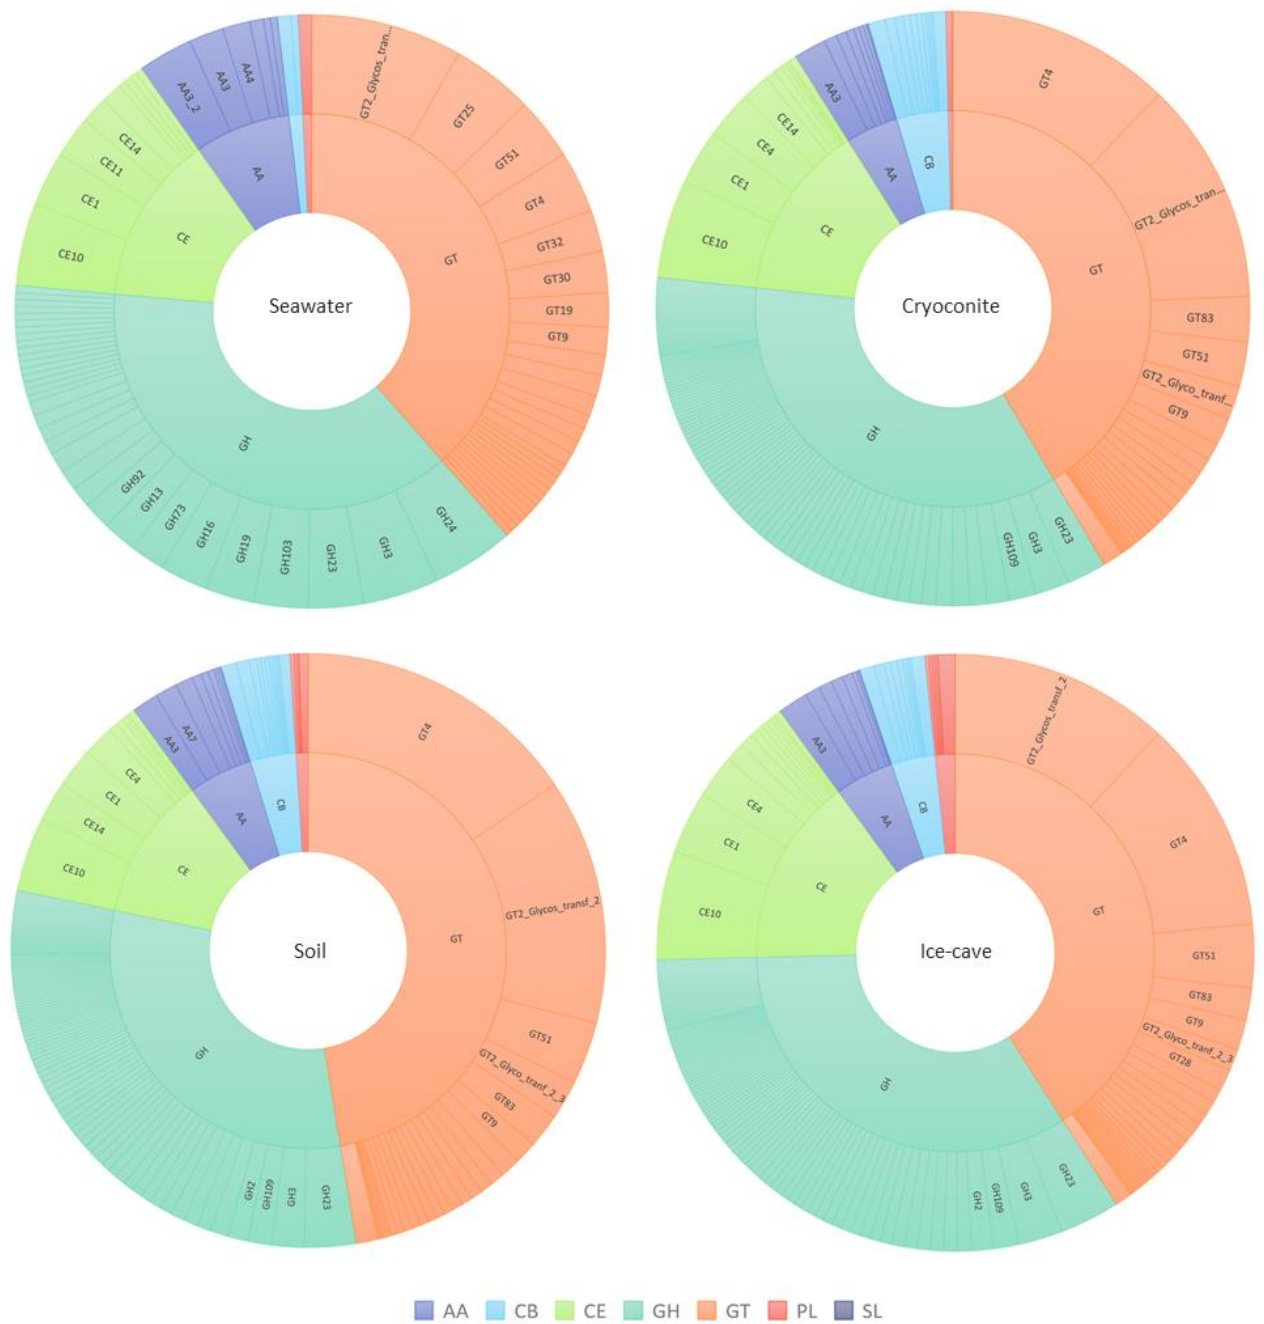 Seawater
GT
GT2_Glycos_tran...
GT25
GT51
GT4
GT32
GT30
GT19
GT9
GH
GH24
GH3
GH23
GH103
GH19
GH16
GH73
GH13
GH92
CE
CE10
CE1
CE11
CE14
AA
AA3_2
AA3
AA4
Cryoconite
GT
GT4
GT2_Glycos_tran...
GT83
GT51
GT2_Glyco_tranf...
GT9
GH
GH23
GH3
GH109
CE
CE10
CE1
CE4
CE14
AA
AA3
CB
Soil
GT
GT4
GT2_Glycos_transf_2
GT51
GT2_Glyco_tranf_2_3
GT83
GT9
GH
GH23
GH3
GH109
GH2
CE
CE10
CE14
CE1
CE4
AA
AA3
AA7
CB
Ice-cave
GT
GT2_Glycos_transf_2
GT4
GT51
GT83
GT9
GT2_Glyco_tranf_2_3
GT28
GH
GH23
GH3
GH109
GH2
CE
CE10
CE1
CE4
AA
AA3
CB
AA CB CE GH GT PL SL